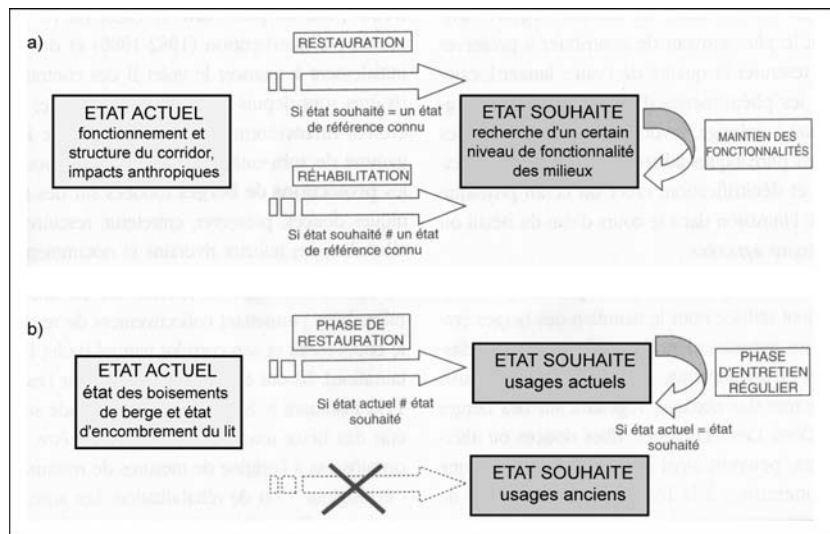 a)
RESTAURATION
Si état souhaité = un état
de référence connu
ETAT ACTUEL
fonctionnement et
structure du corridor,
impacts anthropiques
ETAT SOUHAITE
recherche d'un certain
niveau de fonctionnalité
des milieux
MAINTIEN DES
FONCTIONNALITÉS
RÉHABILITATION
Si état souhaité # un état
de référence connu
b)
PHASE DE
RESTAURATION
Si état actuel # état
souhaité
ETAT ACTUEL
état des boisements
de berge et état
d'encombrement du lit
ETAT SOUHAITE
usages actuels
PHASE
D'ENTRETIEN
RÉGULIER
Si état actuel = état
souhaité
ETAT SOUHAITE
usages anciens